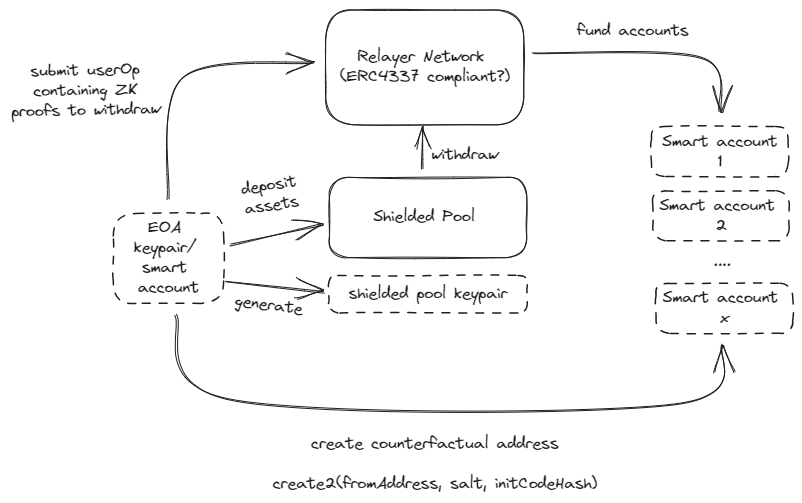 submit userOp
containing ZK
proofs to withdraw
Relayer Network
(ERC4337 compliant?)
fund accounts
withdraw
deposit
assets
Shielded Pool
EOA
keypair/
smart
account
generate
shielded pool keypair
Smart account
1
Smart account
2
....
Smart account
x
create counterfactual address
create2(fromAddress, salt, initCodeHash)